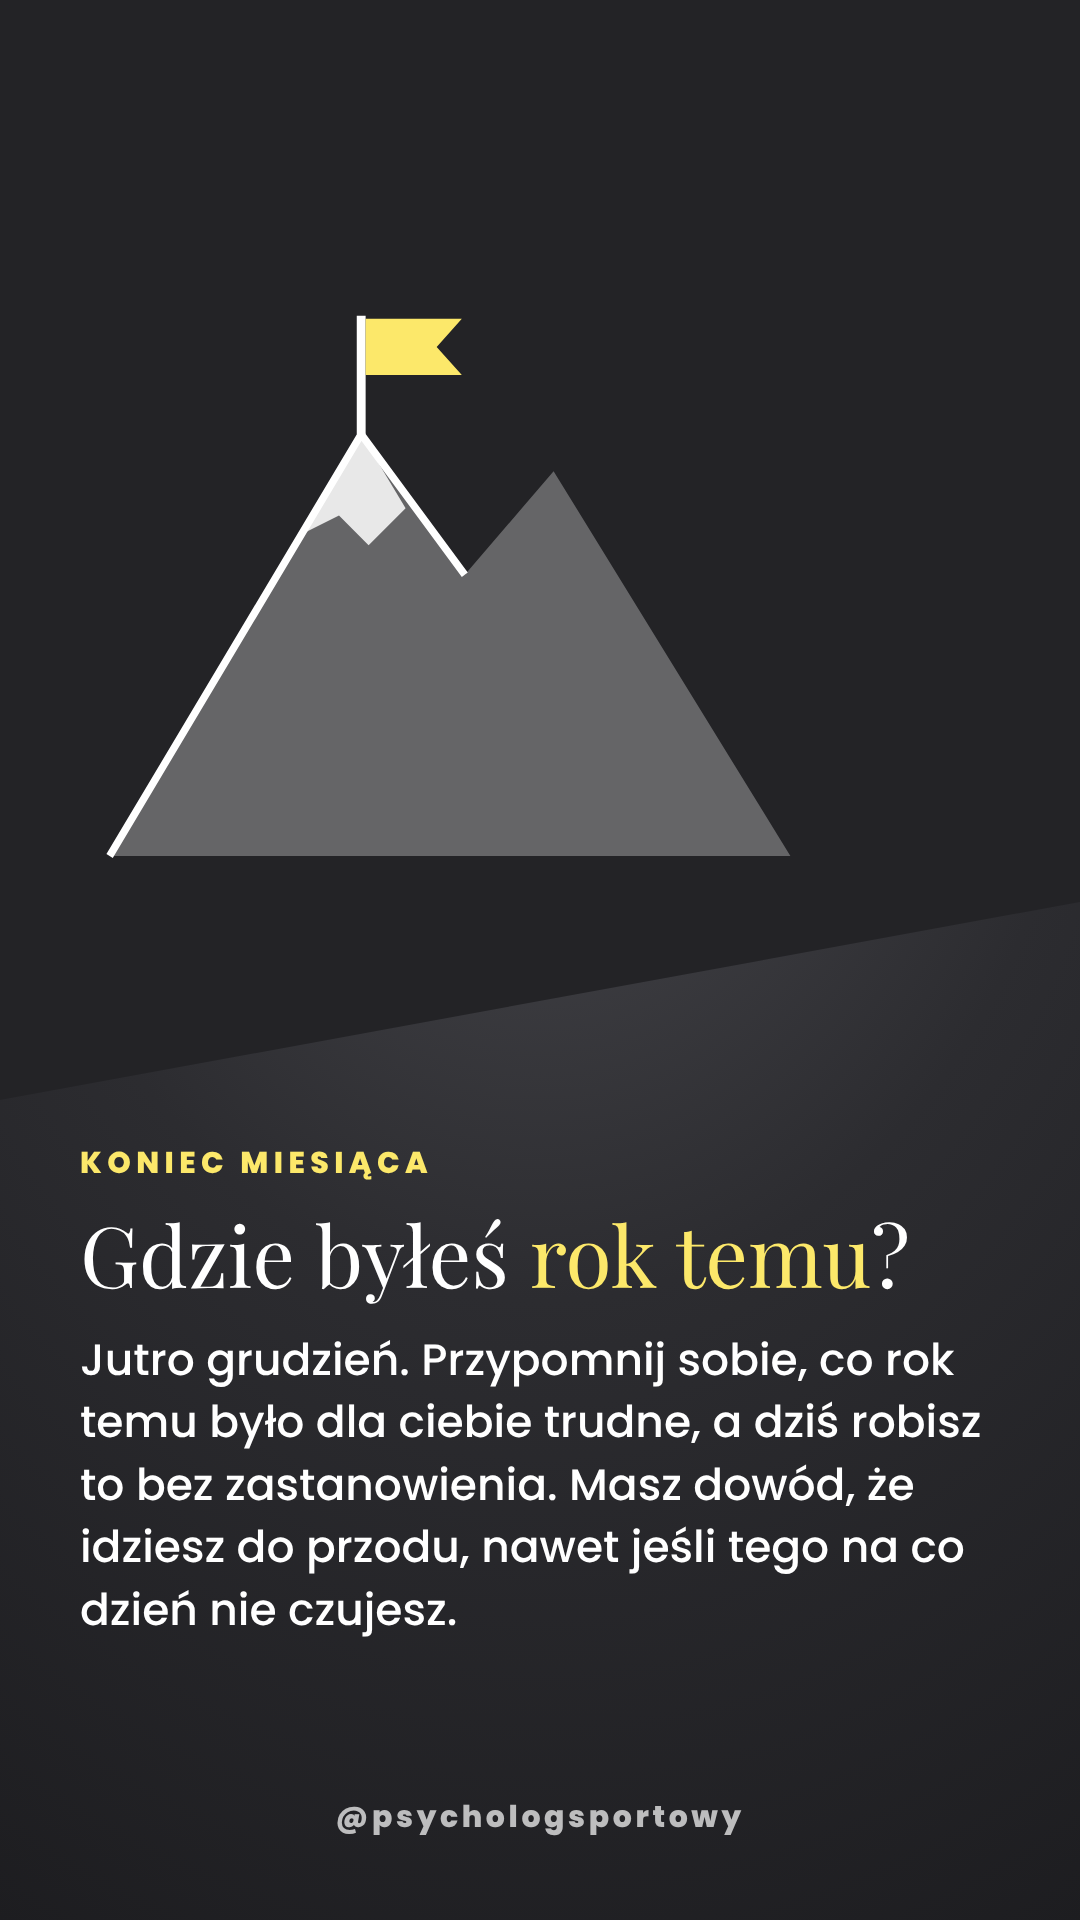 KONIEC MIESIĄCA
Gdzie byłeś rok temu?
Jutro grudzień. Przypomnij sobie, co rok
temu było dla ciebie trudne, a dziś robisz
to bez zastanowienia. Masz dowód, że
idziesz do przodu, nawet jeśli tego na co
dzień nie czujesz.
@psychologsportowy